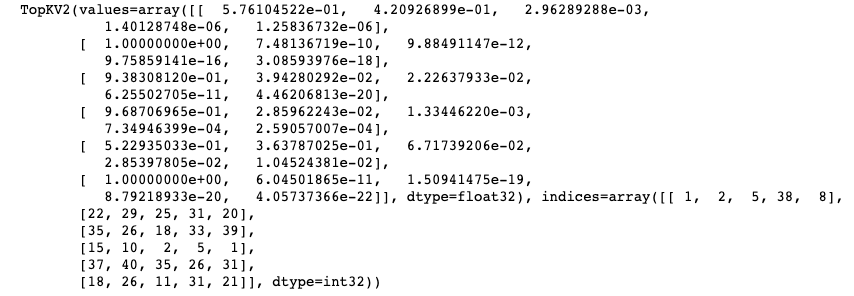 TopKV2(values=array([[  5.76104522e-01,   4.20926899e-01,   2.96289288e-03,
          1.40128748e-06,   1.25836732e-06],
       [  1.00000000e+00,   7.48136719e-10,   9.88491147e-12,
          9.75859141e-16,   3.08593976e-18],
       [  9.38308120e-01,   3.94280292e-02,   2.22637933e-02,
          6.25502705e-11,   4.46206813e-20],
       [  9.68706965e-01,   2.85962243e-02,   1.33446220e-03,
          7.34946399e-04,   2.59057007e-04],
       [  5.22935033e-01,   3.63787025e-01,   6.71739206e-02,
          2.85397805e-02,   1.04524381e-02],
       [  1.00000000e+00,   6.04501865e-11,   1.50941475e-19,
          8.79218933e-20,   4.05737366e-22]], dtype=float32), indices=array([[ 1,  2,  5, 38,  8],
       [22, 29, 25, 31, 20],
       [35, 26, 18, 33, 39],
       [15, 10,  2,  5,  1],
       [37, 40, 35, 26, 31],
       [18, 26, 11, 31, 21]], dtype=int32))